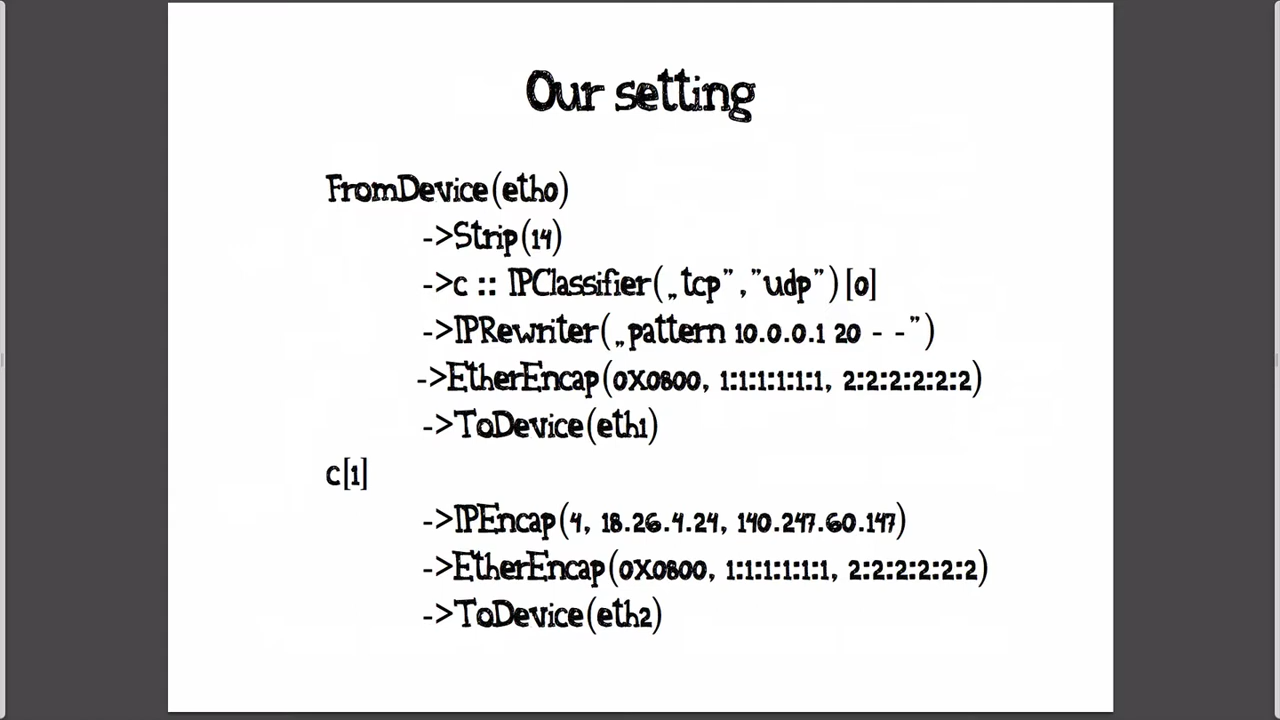 Our setting
FromDevice(eth0)
->Strip(14)
->c :: IPClassifier(„tcp”,”udp”)[0]
->IPRewriter(„pattern 10.0.0.1 20 - -”)
->EtherEncap(0X0800, 1:1:1:1:1:1, 2:2:2:2:2:2)
->ToDevice(eth1)
c[1]
->IPEncap(4, 18.26.4.24, 140.247.60.147)
->EtherEncap(0X0800, 1:1:1:1:1:1, 2:2:2:2:2:2)
->ToDevice(eth2)